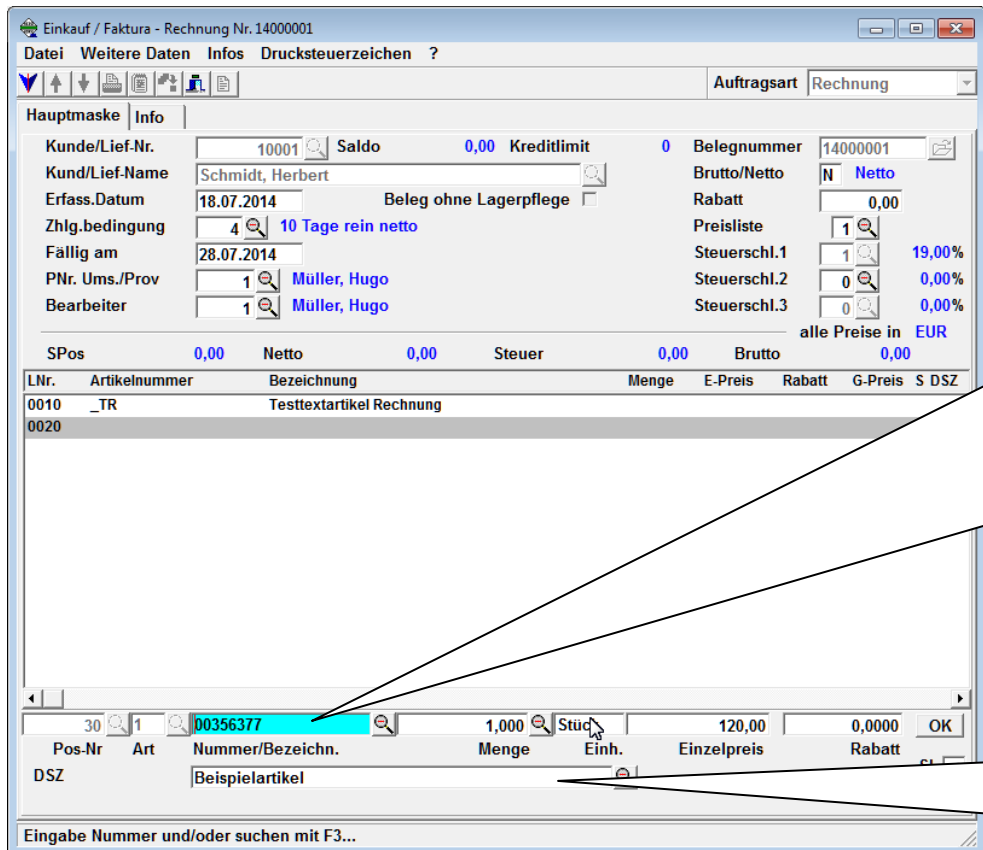 Einkauf / Faktura - Rechnung Nr. 14000001
Datei Weitere Daten Infos Drucksteuerzeichen ?
Auftragsart Rechnung
Hauptmaske Info
Kunde/Lief-Nr. 10001 Saldo 0,00 Kreditlimit 0 Belegnummer 14000001
Kund/Lief-Name Schmidt, Herbert Brutto/Netto N Netto
Erfass.Datum 18.07.2014 Beleg ohne Lagerpflege Rabatt 0,00
Zhlg.bedingung 4 10 Tage rein netto Preisliste 1
Fällig am 28.07.2014 Steuerschl.1 1 19,00%
PNr. Ums./Prov 1 Müller, Hugo Steuerschl.2 0 0,00%
Bearbeiter 1 Müller, Hugo Steuerschl.3 0 0,00%
alle Preise in EUR
SPos 0,00 Netto 0,00 Steuer 0,00 Brutto 0,00
LNr. Artikelnummer Bezeichnung Menge E-Preis Rabatt G-Preis S DSZ
0010 _TR Testtextartikel Rechnung
0020
30 1 00356377 1,000 Stück 120,00 0,0000 OK
Pos-Nr Art Nummer/Bezeichn. Menge Einh. Einzelpreis Rabatt
DSZ Beispielartikel
Eingabe Nummer und/oder suchen mit F3...